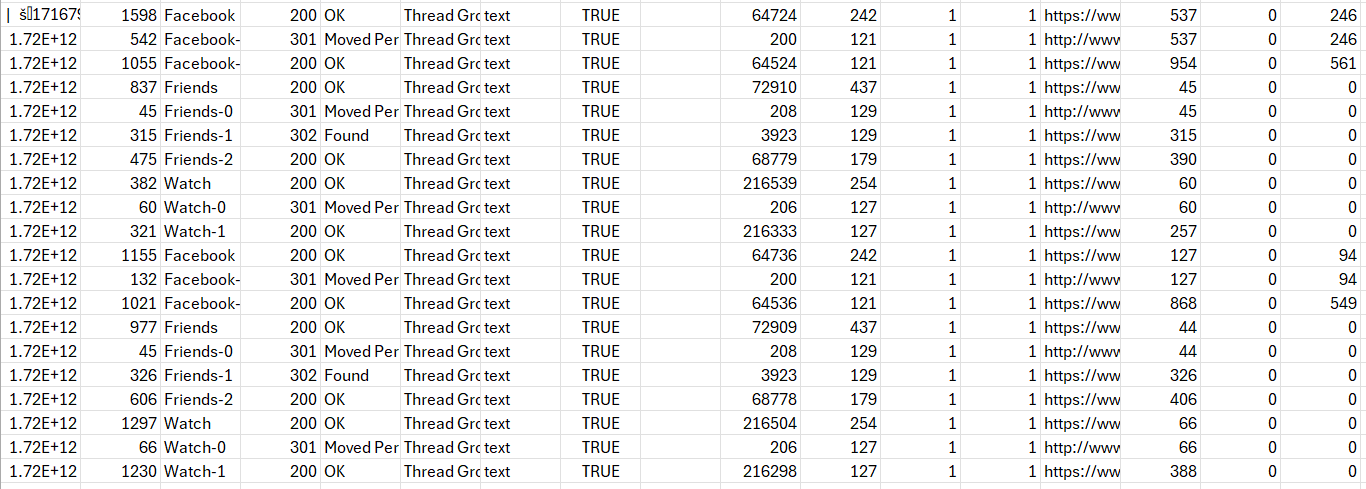 | š171679 1598 Facebook 200 OK Thread Gro text TRUE 64724 242 1 1 https://ww 537 0 246
1.72E+12 542 Facebook- 301 Moved Per Thread Gro text TRUE 200 121 1 1 http://www 537 0 246
1.72E+12 1055 Facebook- 200 OK Thread Gro text TRUE 64524 121 1 1 https://ww 954 0 561
1.72E+12 837 Friends 200 OK Thread Gro text TRUE 72910 437 1 1 https://ww 45 0 0
1.72E+12 45 Friends-0 301 Moved Per Thread Gro text TRUE 208 129 1 1 http://www 45 0 0
1.72E+12 315 Friends-1 302 Found Thread Gro text TRUE 3923 129 1 1 https://ww 315 0 0
1.72E+12 475 Friends-2 200 OK Thread Gro text TRUE 68779 179 1 1 https://ww 390 0 0
1.72E+12 382 Watch 200 OK Thread Gro text TRUE 216539 254 1 1 https://ww 60 0 0
1.72E+12 60 Watch-0 301 Moved Per Thread Gro text TRUE 206 127 1 1 http://www 60 0 0
1.72E+12 321 Watch-1 200 OK Thread Gro text TRUE 216333 127 1 1 https://ww 257 0 0
1.72E+12 1155 Facebook 200 OK Thread Gro text TRUE 64736 242 1 1 https://ww 127 0 94
1.72E+12 132 Facebook- 301 Moved Per Thread Gro text TRUE 200 121 1 1 http://www 127 0 94
1.72E+12 1021 Facebook- 200 OK Thread Gro text TRUE 64536 121 1 1 https://ww 868 0 549
1.72E+12 977 Friends 200 OK Thread Gro text TRUE 72909 437 1 1 https://ww 44 0 0
1.72E+12 45 Friends-0 301 Moved Per Thread Gro text TRUE 208 129 1 1 http://www 44 0 0
1.72E+12 326 Friends-1 302 Found Thread Gro text TRUE 3923 129 1 1 https://ww 326 0 0
1.72E+12 606 Friends-2 200 OK Thread Gro text TRUE 68778 179 1 1 https://ww 406 0 0
1.72E+12 1297 Watch 200 OK Thread Gro text TRUE 216504 254 1 1 https://ww 66 0 0
1.72E+12 66 Watch-0 301 Moved Per Thread Gro text TRUE 206 127 1 1 http://www 66 0 0
1.72E+12 1230 Watch-1 200 OK Thread Gro text TRUE 216298 127 1 1 https://ww 388 0 0